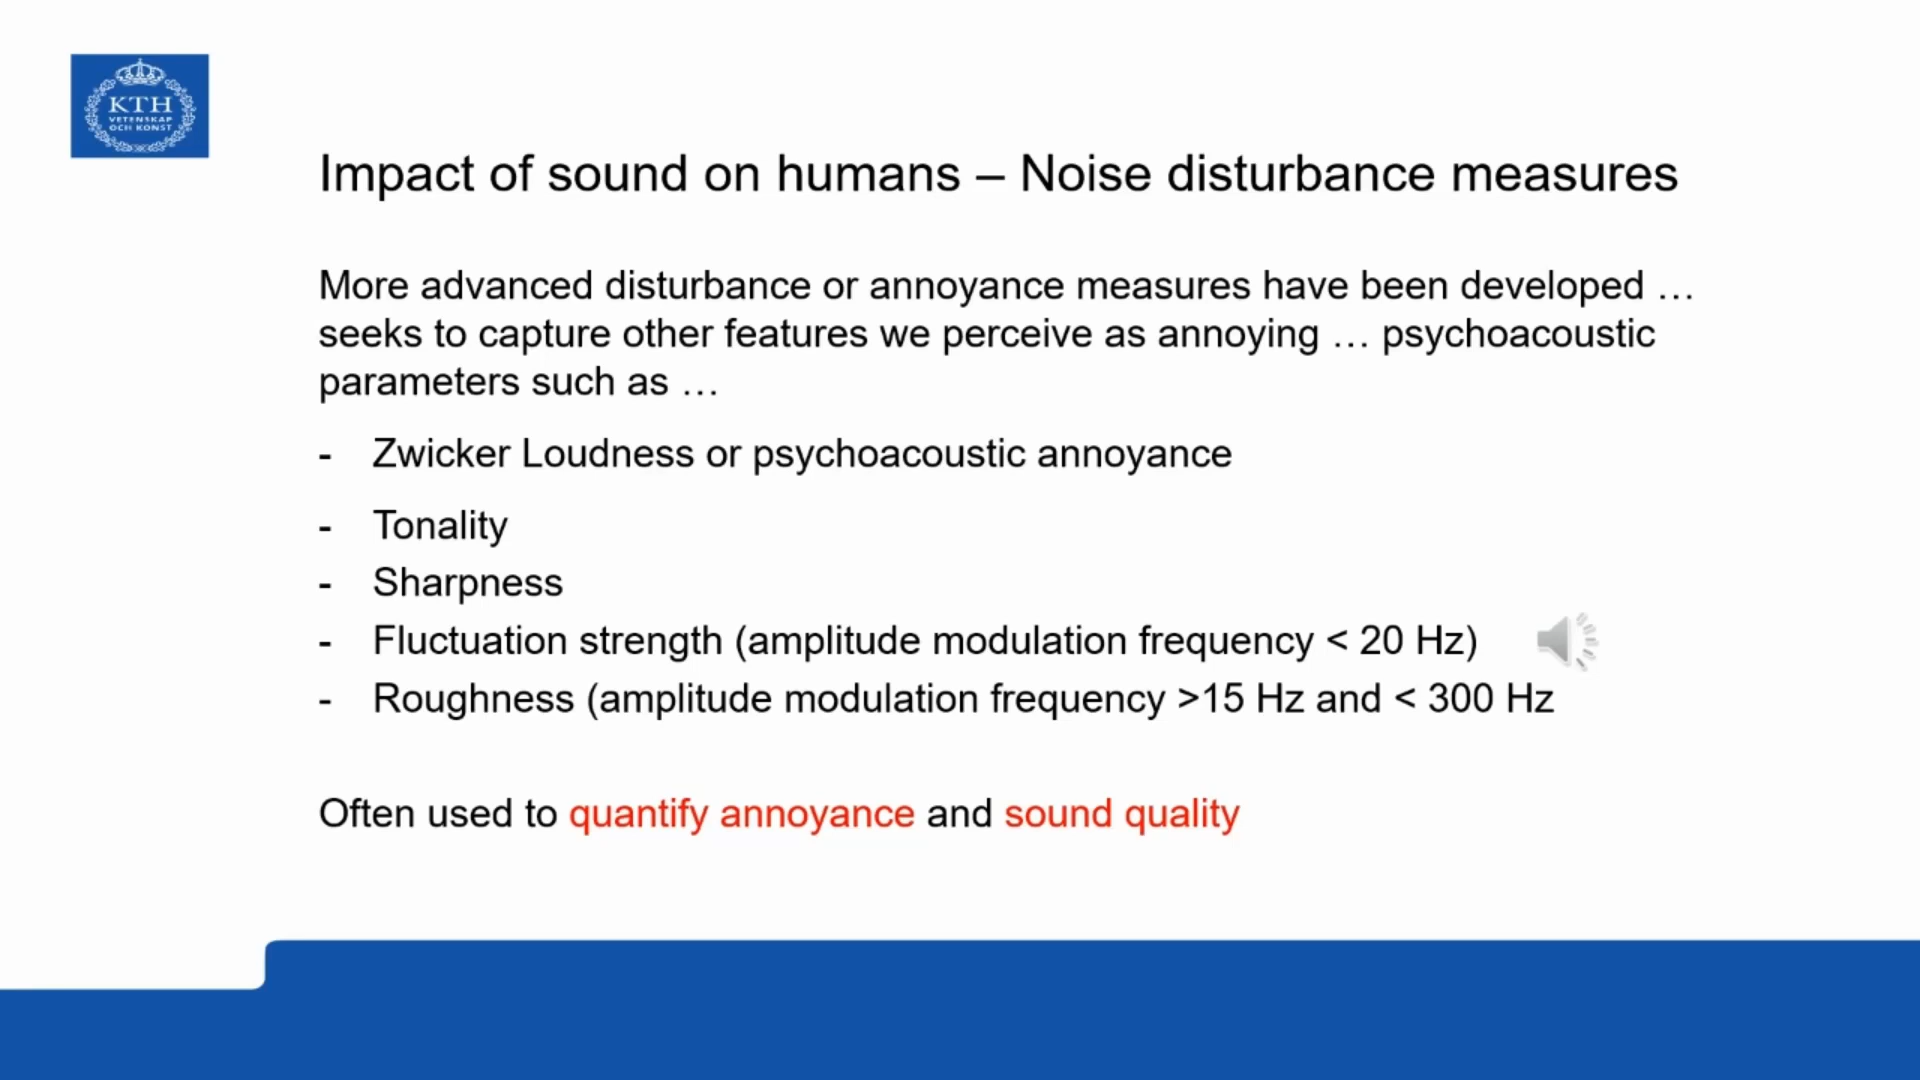 KTH
VETENSKAP
OCH KONST
Impact of sound on humans – Noise disturbance measures
More advanced disturbance or annoyance measures have been developed …
seeks to capture other features we perceive as annoying … psychoacoustic
parameters such as …
- Zwicker Loudness or psychoacoustic annoyance
- Tonality
- Sharpness
- Fluctuation strength (amplitude modulation frequency < 20 Hz)
- Roughness (amplitude modulation frequency >15 Hz and < 300 Hz
Often used to quantify annoyance and sound quality